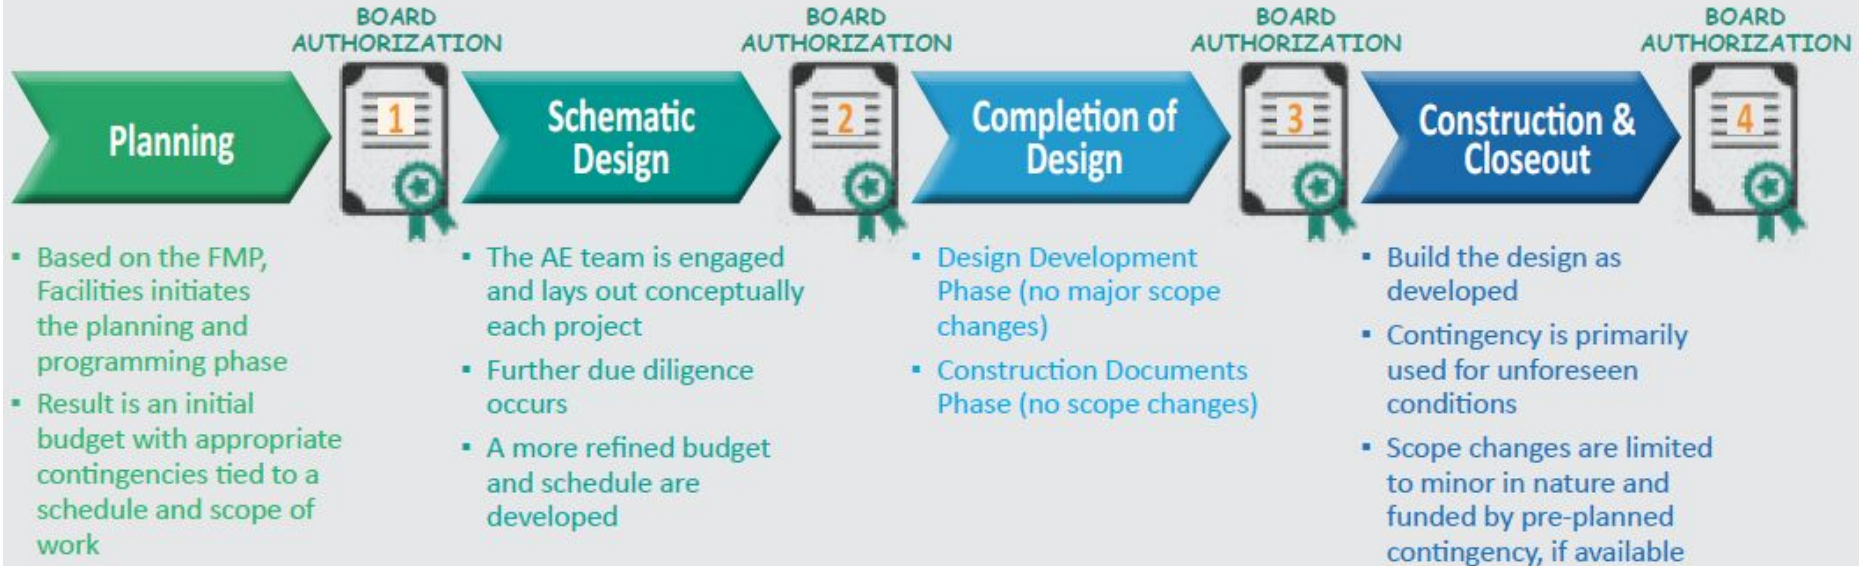 BOARD
AUTHORIZATION
1
BOARD
AUTHORIZATION
2
BOARD
AUTHORIZATION
3
BOARD
AUTHORIZATION
4
Planning
▪ Based on the FMP,
Facilities initiates
the planning and
programming phase
▪ Result is an initial
budget with appropriate
contingencies tied to a
schedule and scope of
work
Schematic
Design
▪ The AE team is engaged
and lays out conceptually
each project
▪ Further due diligence
occurs
▪ A more refined budget
and schedule are
developed
Completion of
Design
▪ Design Development
Phase (no major scope
changes)
▪ Construction Documents
Phase (no scope changes)
Construction &
Closeout
▪ Build the design as
developed
▪ Contingency is primarily
used for unforeseen
conditions
▪ Scope changes are limited
to minor in nature and
funded by pre-planned
contingency, if available